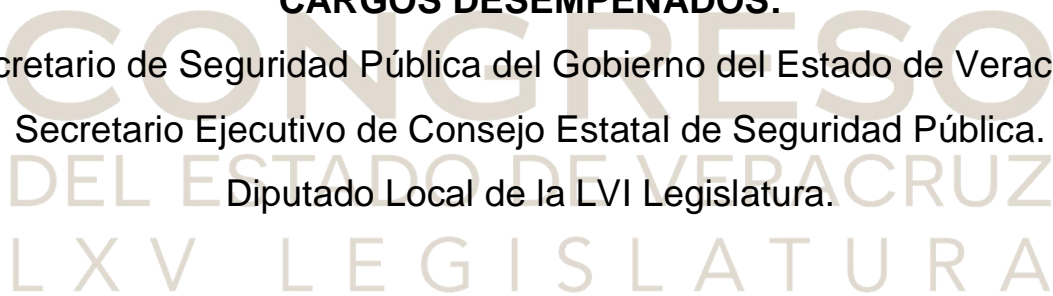 CONGRESO
CARGOS DESEMPEÑADOS:
cretario de Seguridad Pública del Gobierno del Estado de Verac
Secretario Ejecutivo de Consejo Estatal de Seguridad Pública.
DEL ESTADO DE VERACRUZ
Diputado Local de la LVI Legislatura.
LXV LEGISLATURA